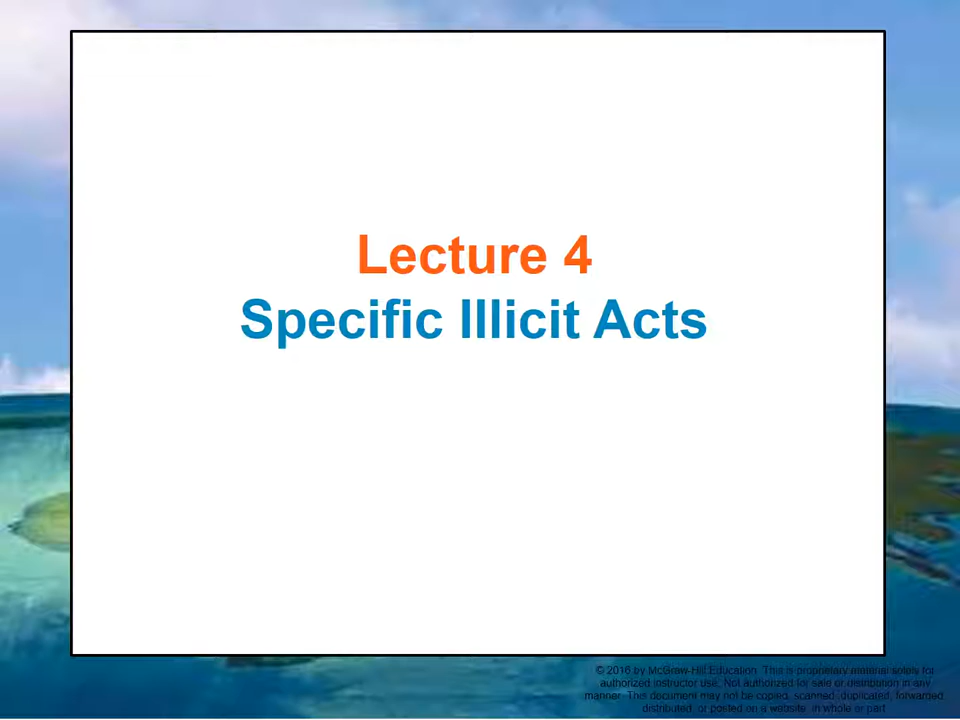 Lecture 4
Specific Illicit Acts
© 2016 by McGraw-Hill Education. This is proprietary material solely for
authorized instructor use. Not authorized for sale or distribution in any
manner. This document may not be copied, scanned, duplicated, forwarded,
distributed, or posted on a website, in whole or part.